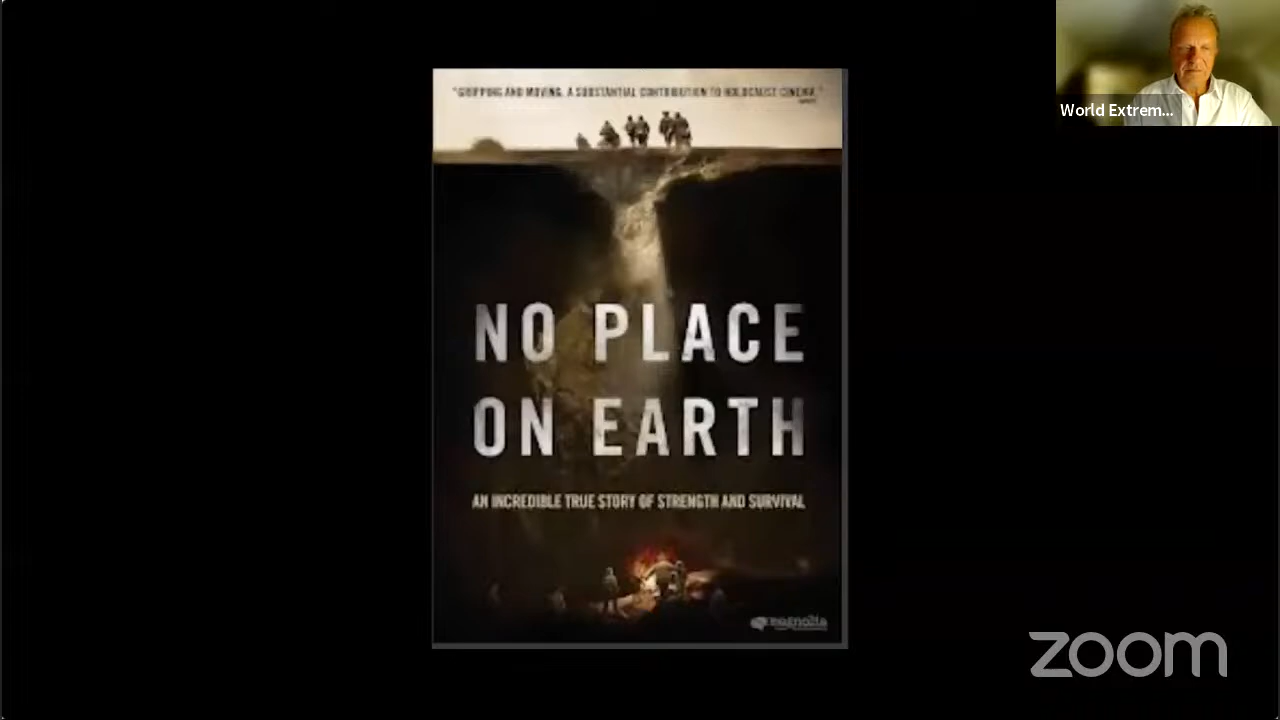 World Extrem...
"GRIPPING AND MOVING. A SUBSTANTIAL CONTRIBUTION TO HOLOCAUST CINEMA."
NO PLACE
ON EARTH
AN INCREDIBLE TRUE STORY OF STRENGTH AND SURVIVAL
magnolia
zoom